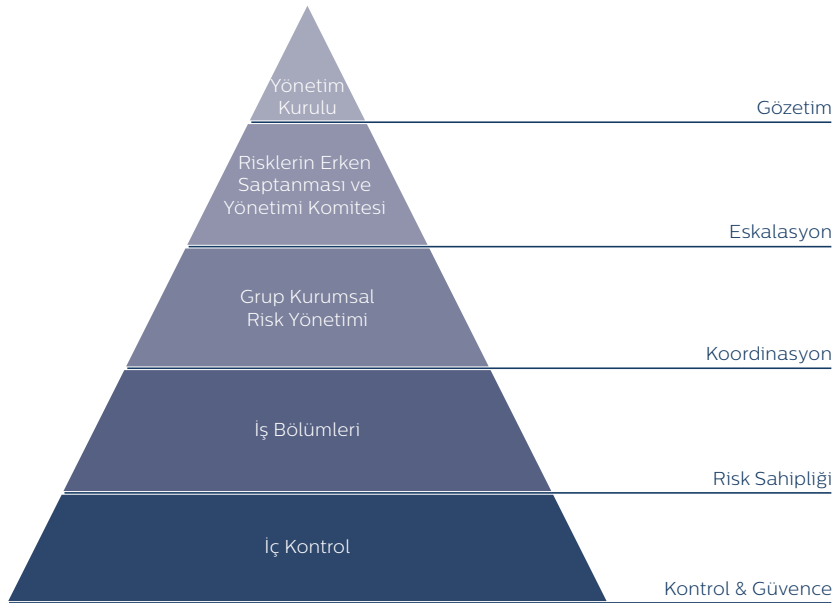 Yönetim
Kurulu
Gözetim
Risklerin Erken
Saptanması ve
Yönetimi Komitesi
Eskalasyon
Grup Kurumsal
Risk Yönetimi
Koordinasyon
İş Bölümleri
Risk Sahipliği
İç Kontrol
Kontrol & Güvence